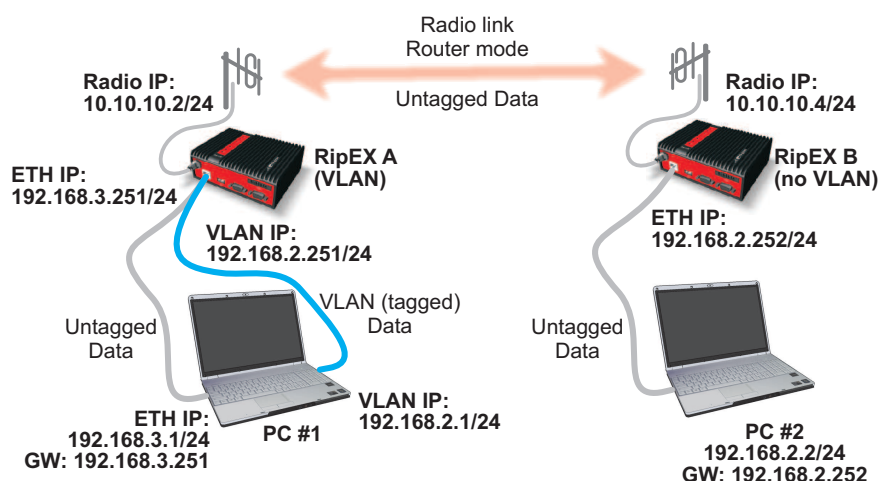 Radio link
Router mode
Untagged Data
Radio IP:
10.10.10.2/24
Radio IP:
10.10.10.4/24
RipEX A
(VLAN)
RipEX B
(no VLAN)
ETH IP:
192.168.3.251/24
VLAN IP:
192.168.2.251/24
ETH IP:
192.168.2.252/24
VLAN (tagged)
Data
Untagged
Data
Untagged
Data
ETH IP:
192.168.3.1/24
GW: 192.168.3.251
PC #1
VLAN IP:
192.168.2.1/24
PC #2
192.168.2.2/24
GW: 192.168.2.252